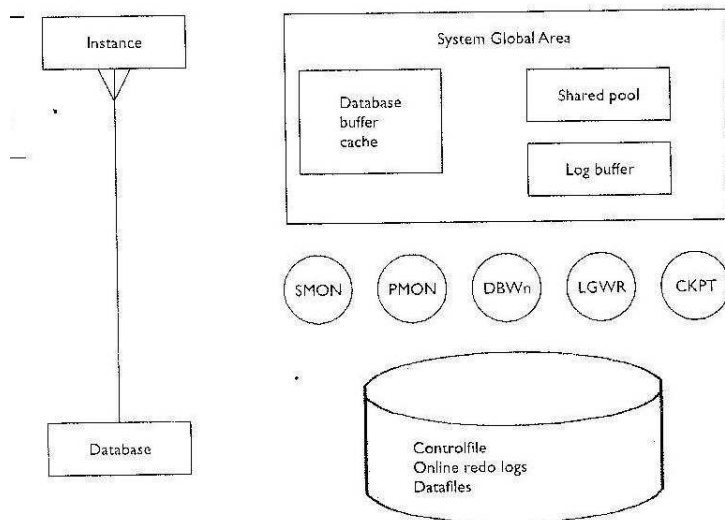 Instance
System Global Area
Database
buffer
cache
Shared pool
Log buffer
SMON
PMON
DBWn
LGWR
CKPT
Database
Controlfile
Online redo logs
Datafiles